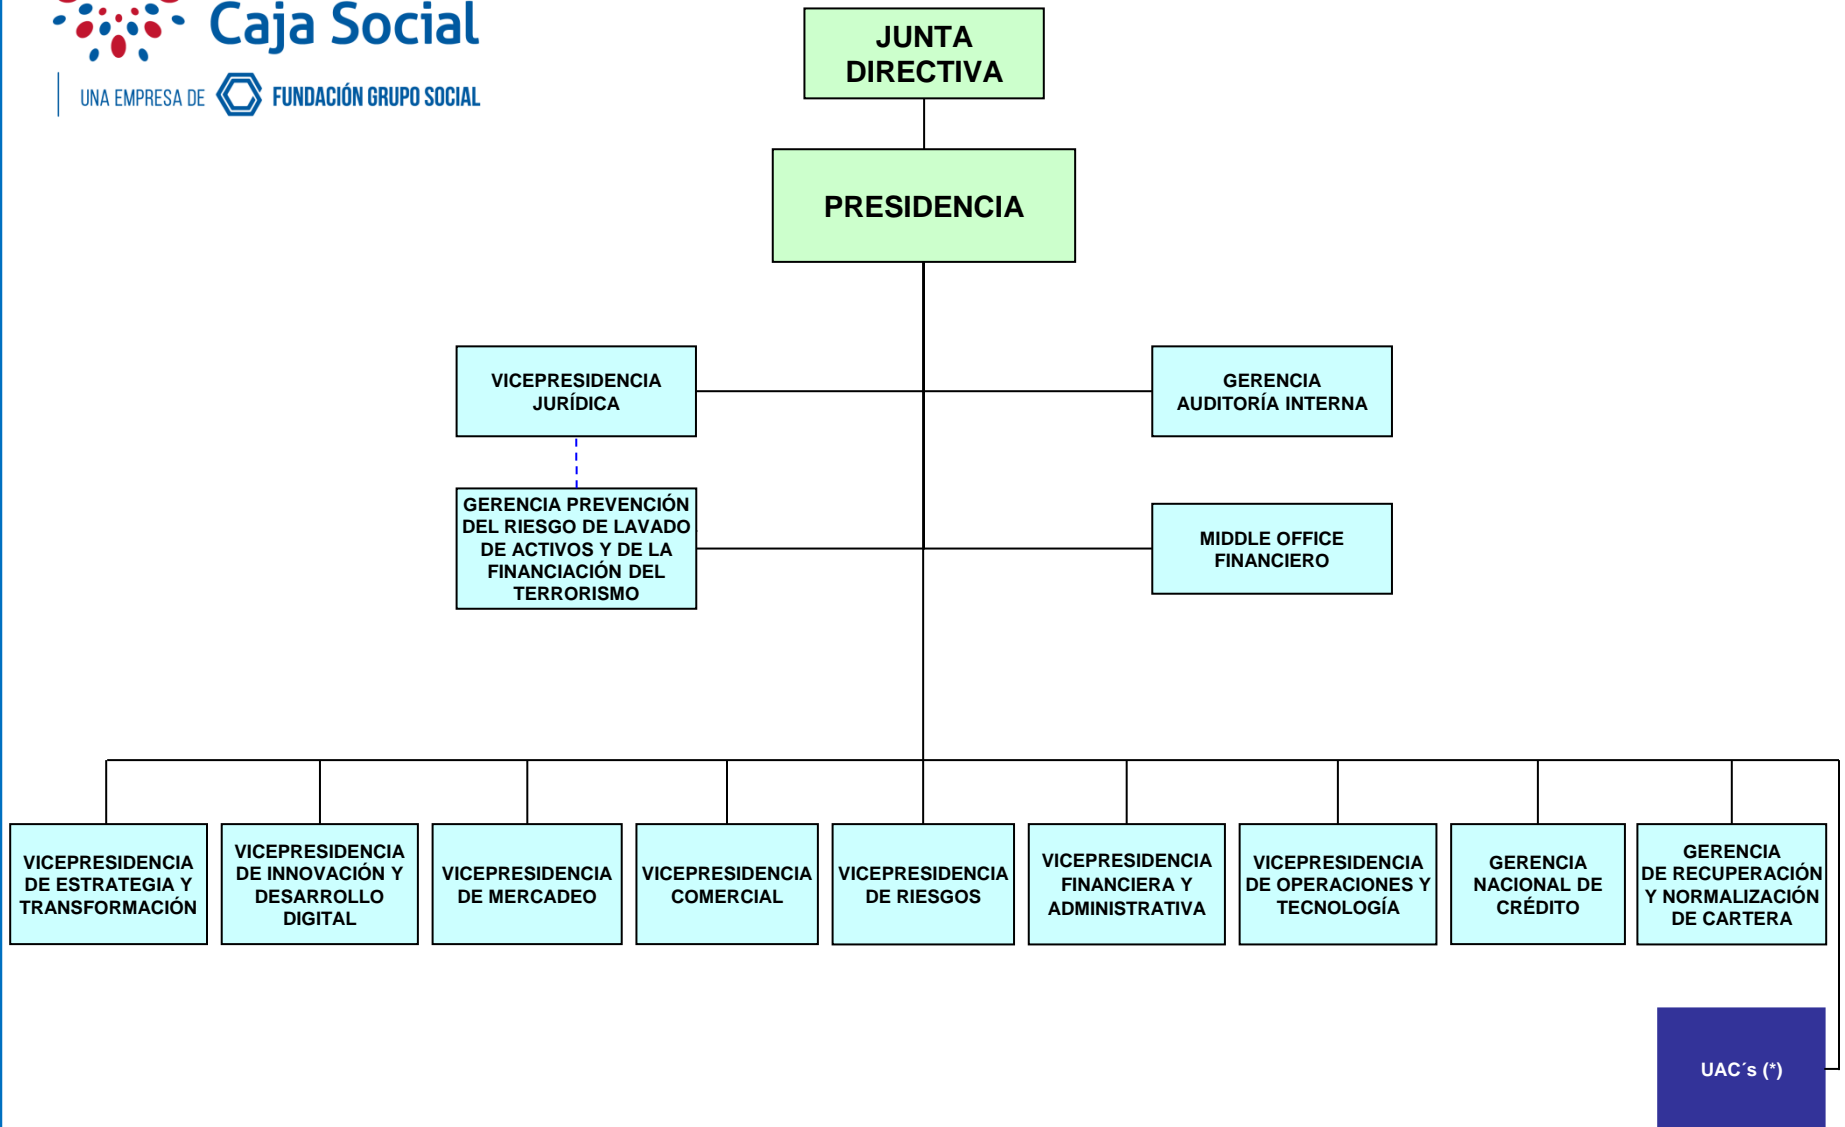 Caja Social
UNA EMPRESA DE FUNDACIÓN GRUPO SOCIAL
JUNTA
DIRECTIVA
PRESIDENCIA
VICEPRESIDENCIA
JURÍDICA
GERENCIA
AUDITORÍA INTERNA
GERENCIA PREVENCIÓN
DEL RIESGO DE LAVADO
DE ACTIVOS Y DE LA
FINANCIACIÓN DEL
TERRORISMO
MIDDLE OFFICE
FINANCIERO
VICEPRESIDENCIA
DE ESTRATEGIA Y
TRANSFORMACIÓN
VICEPRESIDENCIA
DE INNOVACIÓN Y
DESARROLLO
DIGITAL
VICEPRESIDENCIA
DE MERCADEO
VICEPRESIDENCIA
COMERCIAL
VICEPRESIDENCIA
DE RIESGOS
VICEPRESIDENCIA
FINANCIERA Y
ADMINISTRATIVA
VICEPRESIDENCIA
DE OPERACIONES Y
TECNOLOGÍA
GERENCIA
NACIONAL DE
CRÉDITO
GERENCIA
DE RECUPERACIÓN
Y NORMALIZACIÓN
DE CARTERA
UAC´s (*)